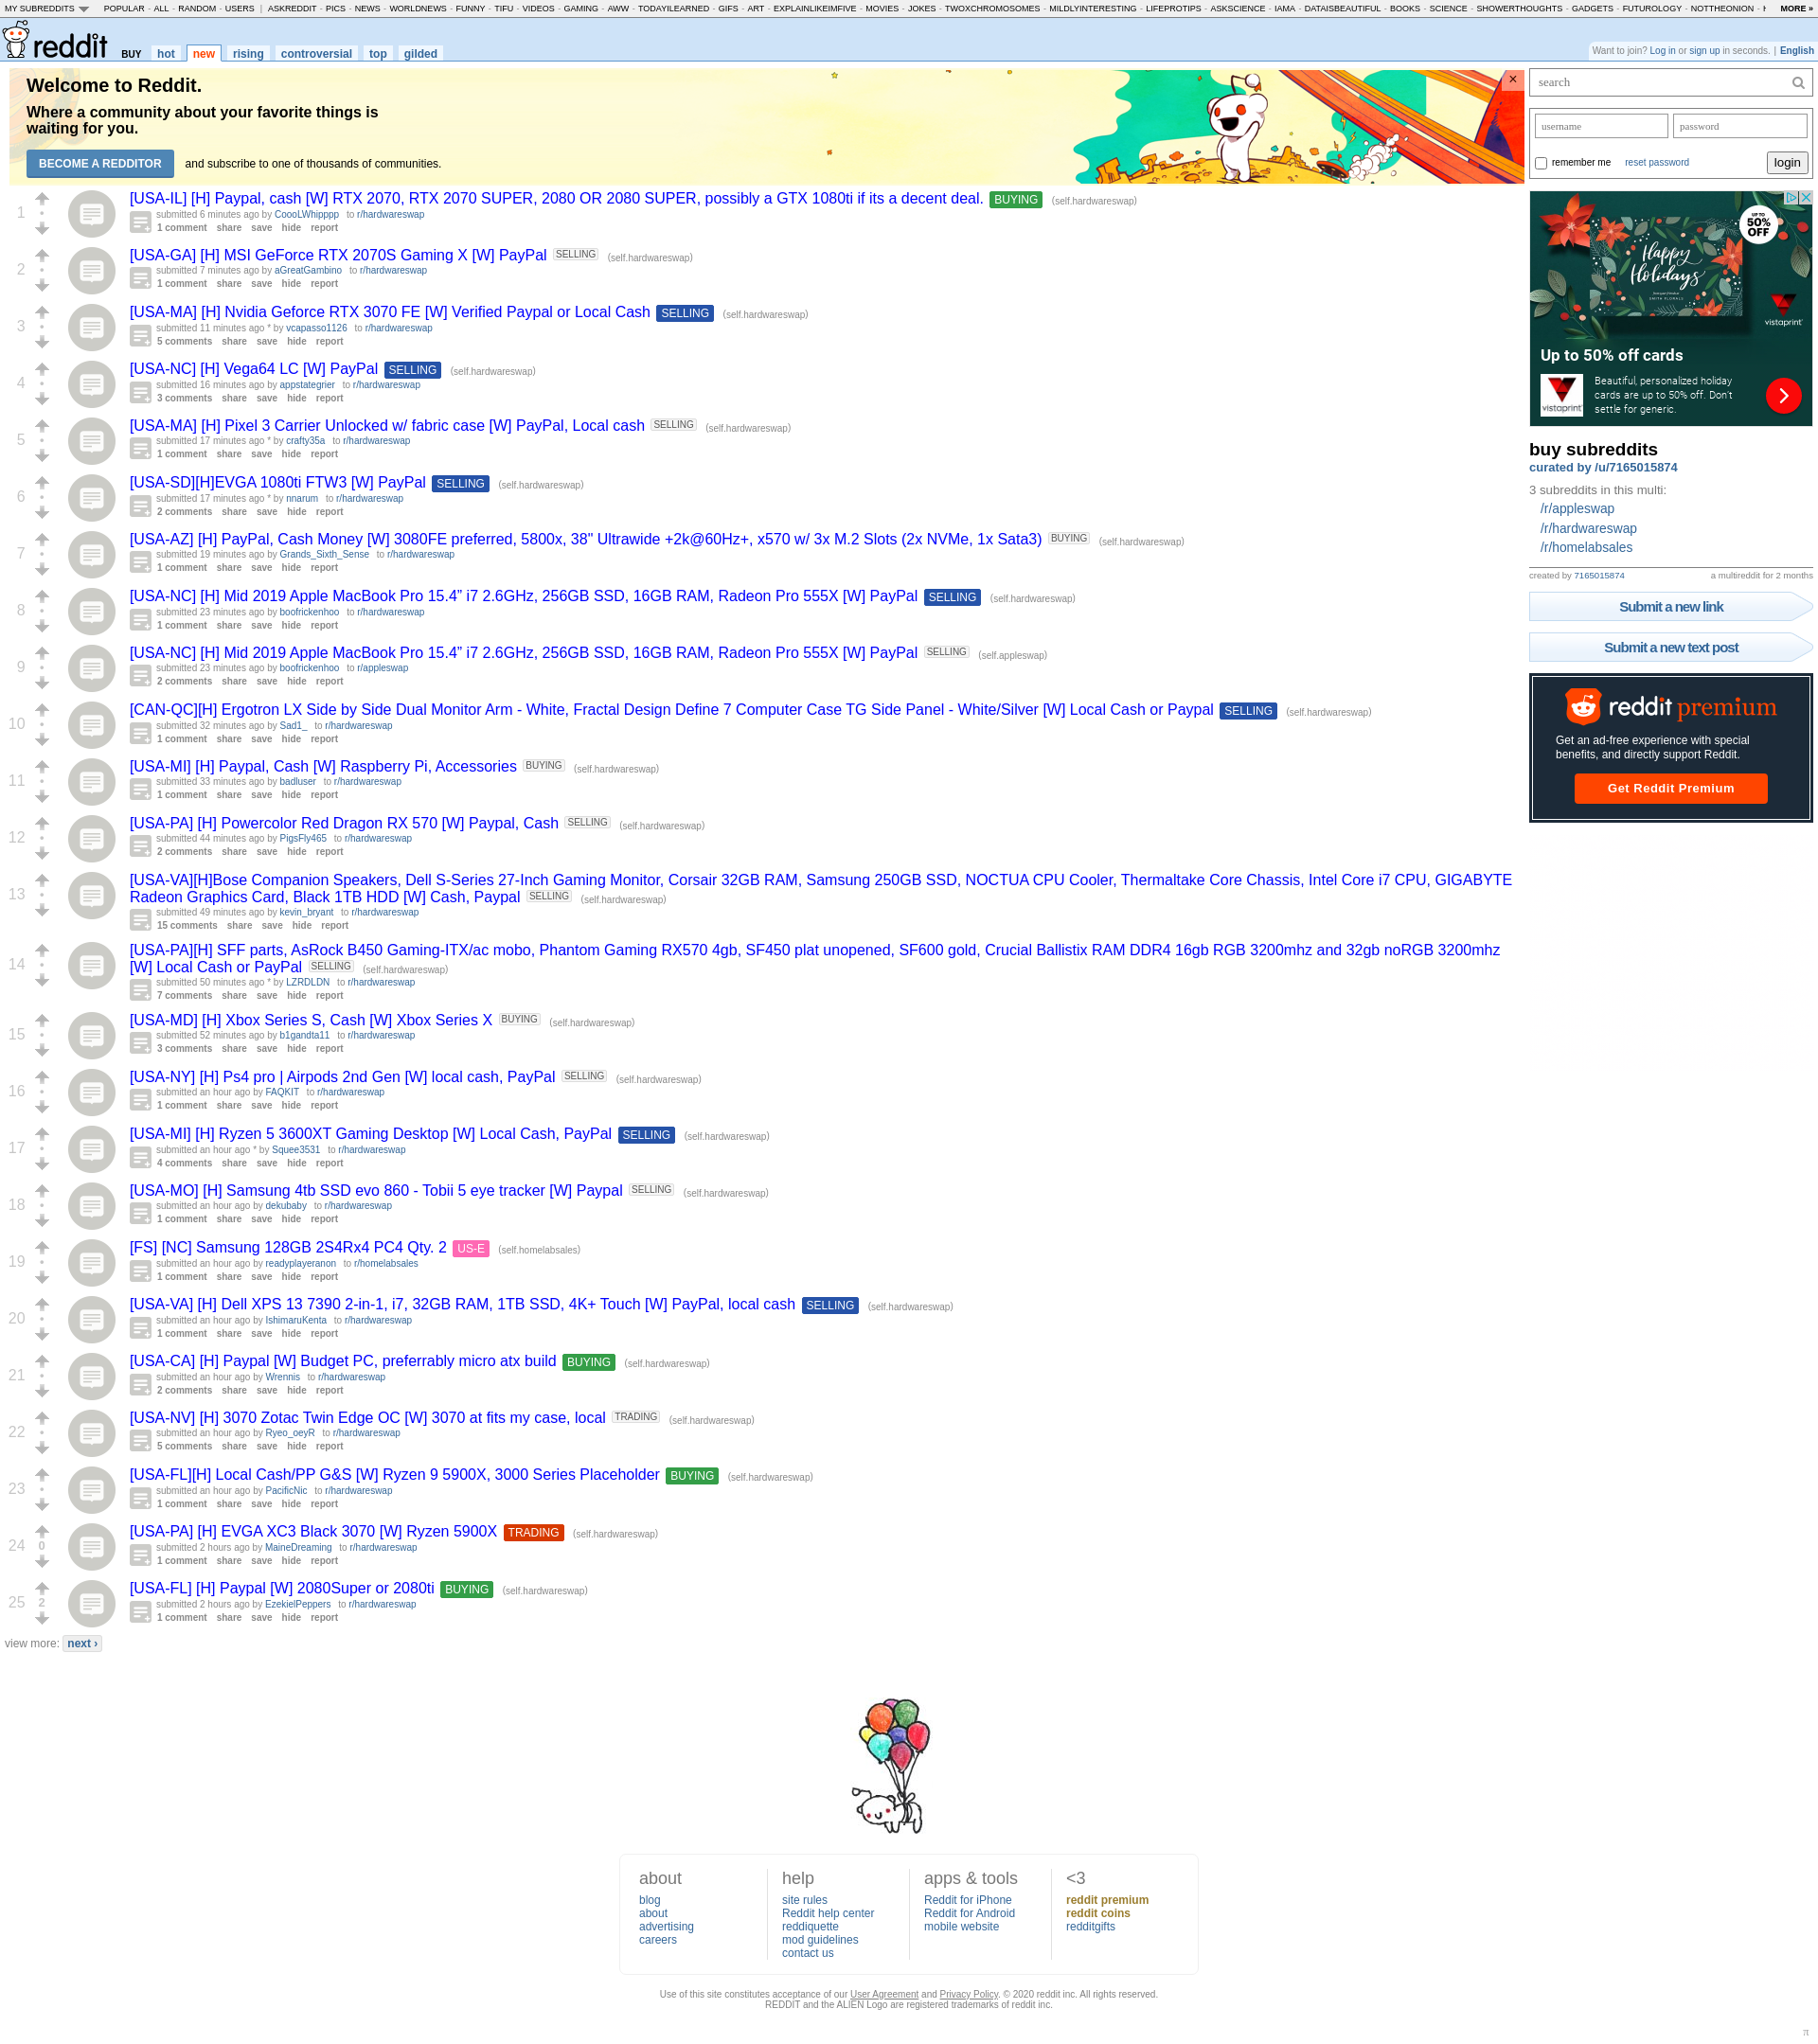 MY SUBREDDITS POPULAR - ALL - RANDOM - USERS | ASKREDDIT - PICS - NEWS - WORLDNEWS - FUNNY - TIFU - VIDEOS - GAMING - AWW - TODAYILEARNED - GIFS - ART - EXPLAINLIKEIMFIVE - MOVIES - JOKES - TWOXCHROMOSOMES - MILDLYINTERESTING - LIFEPROTIPS - ASKSCIENCE - IAMA - DATAISBEAUTIFUL - BOOKS - SCIENCE - SHOWERTHOUGHTS - GADGETS - FUTUROLOGY - NOTTHEONION - MORE »
reddit BUY hot new rising controversial top gilded
Want to join? Log in or sign up in seconds. | English
Welcome to Reddit.
Where a community about your favorite things is
waiting for you.
BECOME A REDDITOR and subscribe to one of thousands of communities.
1
[USA-IL] [H] Paypal, cash [W] RTX 2070, RTX 2070 SUPER, 2080 OR 2080 SUPER, possibly a GTX 1080ti if its a decent deal. BUYING (self.hardwareswap)
submitted 6 minutes ago by CoooLWhipppp to r/hardwareswap
1 comment share save hide report
2
[USA-GA] [H] MSI GeForce RTX 2070S Gaming X [W] PayPal SELLING (self.hardwareswap)
submitted 7 minutes ago by aGreatGambino to r/hardwareswap
1 comment share save hide report
3
[USA-MA] [H] Nvidia Geforce RTX 3070 FE [W] Verified Paypal or Local Cash SELLING (self.hardwareswap)
submitted 11 minutes ago * by vcapasso1126 to r/hardwareswap
5 comments share save hide report
4
[USA-NC] [H] Vega64 LC [W] PayPal SELLING (self.hardwareswap)
submitted 16 minutes ago by appstategrier to r/hardwareswap
3 comments share save hide report
5
[USA-MA] [H] Pixel 3 Carrier Unlocked w/ fabric case [W] PayPal, Local cash SELLING (self.hardwareswap)
submitted 17 minutes ago * by crafty35a to r/hardwareswap
1 comment share save hide report
6
[USA-SD][H]EVGA 1080ti FTW3 [W] PayPal SELLING (self.hardwareswap)
submitted 17 minutes ago * by nnarum to r/hardwareswap
2 comments share save hide report
7
[USA-AZ] [H] PayPal, Cash Money [W] 3080FE preferred, 5800x, 38" Ultrawide +2k@60Hz+, x570 w/ 3x M.2 Slots (2x NVMe, 1x Sata3) BUYING (self.hardwareswap)
submitted 19 minutes ago by Grands_Sixth_Sense to r/hardwareswap
1 comment share save hide report
8
[USA-NC] [H] Mid 2019 Apple MacBook Pro 15.4” i7 2.6GHz, 256GB SSD, 16GB RAM, Radeon Pro 555X [W] PayPal SELLING (self.hardwareswap)
submitted 23 minutes ago by boofrickenhoo to r/hardwareswap
1 comment share save hide report
9
[USA-NC] [H] Mid 2019 Apple MacBook Pro 15.4” i7 2.6GHz, 256GB SSD, 16GB RAM, Radeon Pro 555X [W] PayPal SELLING (self.appleswap)
submitted 23 minutes ago by boofrickenhoo to r/appleswap
2 comments share save hide report
10
[CAN-QC][H] Ergotron LX Side by Side Dual Monitor Arm - White, Fractal Design Define 7 Computer Case TG Side Panel - White/Silver [W] Local Cash or Paypal SELLING (self.hardwareswap)
submitted 32 minutes ago by Sad1_ to r/hardwareswap
1 comment share save hide report
11
[USA-MI] [H] Paypal, Cash [W] Raspberry Pi, Accessories BUYING (self.hardwareswap)
submitted 33 minutes ago by badluser to r/hardwareswap
1 comment share save hide report
12
[USA-PA] [H] Powercolor Red Dragon RX 570 [W] Paypal, Cash SELLING (self.hardwareswap)
submitted 44 minutes ago by PigsFly465 to r/hardwareswap
2 comments share save hide report
13
[USA-VA][H]Bose Companion Speakers, Dell S-Series 27-Inch Gaming Monitor, Corsair 32GB RAM, Samsung 250GB SSD, NOCTUA CPU Cooler, Thermaltake Core Chassis, Intel Core i7 CPU, GIGABYTE
Radeon Graphics Card, Black 1TB HDD [W] Cash, Paypal SELLING (self.hardwareswap)
submitted 49 minutes ago by kevin_bryant to r/hardwareswap
15 comments share save hide report
14
[USA-PA][H] SFF parts, AsRock B450 Gaming-ITX/ac mobo, Phantom Gaming RX570 4gb, SF450 plat unopened, SF600 gold, Crucial Ballistix RAM DDR4 16gb RGB 3200mhz and 32gb noRGB 3200mhz
[W] Local Cash or PayPal SELLING (self.hardwareswap)
submitted 50 minutes ago * by LZRDLDN to r/hardwareswap
7 comments share save hide report
15
[USA-MD] [H] Xbox Series S, Cash [W] Xbox Series X BUYING (self.hardwareswap)
submitted 52 minutes ago by b1gandta11 to r/hardwareswap
3 comments share save hide report
16
[USA-NY] [H] Ps4 pro | Airpods 2nd Gen [W] local cash, PayPal SELLING (self.hardwareswap)
submitted an hour ago by FAQKIT to r/hardwareswap
1 comment share save hide report
17
[USA-MI] [H] Ryzen 5 3600XT Gaming Desktop [W] Local Cash, PayPal SELLING (self.hardwareswap)
submitted an hour ago * by Squee3531 to r/hardwareswap
4 comments share save hide report
18
[USA-MO] [H] Samsung 4tb SSD evo 860 - Tobii 5 eye tracker [W] Paypal SELLING (self.hardwareswap)
submitted an hour ago by dekubaby to r/hardwareswap
1 comment share save hide report
19
[FS] [NC] Samsung 128GB 2S4Rx4 PC4 Qty. 2 US-E (self.homelabsales)
submitted an hour ago by readyplayeranon to r/homelabsales
1 comment share save hide report
20
[USA-VA] [H] Dell XPS 13 7390 2-in-1, i7, 32GB RAM, 1TB SSD, 4K+ Touch [W] PayPal, local cash SELLING (self.hardwareswap)
submitted an hour ago by IshimaruKenta to r/hardwareswap
1 comment share save hide report
21
[USA-CA] [H] Paypal [W] Budget PC, preferrably micro atx build BUYING (self.hardwareswap)
submitted an hour ago by Wrennis to r/hardwareswap
2 comments share save hide report
22
[USA-NV] [H] 3070 Zotac Twin Edge OC [W] 3070 at fits my case, local TRADING (self.hardwareswap)
submitted an hour ago by Ryeo_oeyR to r/hardwareswap
5 comments share save hide report
23
[USA-FL][H] Local Cash/PP G&S [W] Ryzen 9 5900X, 3000 Series Placeholder BUYING (self.hardwareswap)
submitted an hour ago by PacificNic to r/hardwareswap
1 comment share save hide report
24 0
[USA-PA] [H] EVGA XC3 Black 3070 [W] Ryzen 5900X TRADING (self.hardwareswap)
submitted 2 hours ago by MaineDreaming to r/hardwareswap
1 comment share save hide report
25 2
[USA-FL] [H] Paypal [W] 2080Super or 2080ti BUYING (self.hardwareswap)
submitted 2 hours ago by EzekielPeppers to r/hardwareswap
1 comment share save hide report
view more: next ›
search
username password
remember me reset password login
UP TO
50%
OFF
Happy
Holidays
vistaprint
Up to 50% off cards
vistaprint
Beautiful, personalized holiday
cards are up to 50% off. Don't
settle for generic.
buy subreddits
curated by /u/7165015874
3 subreddits in this multi:
/r/appleswap
/r/hardwareswap
/r/homelabsales
created by 7165015874 a multireddit for 2 months
Submit a new link
Submit a new text post
reddit premium
Get an ad-free experience with special
benefits, and directly support Reddit.
Get Reddit Premium
about
blog
about
advertising
careers
help
site rules
Reddit help center
reddiquette
mod guidelines
contact us
apps & tools
Reddit for iPhone
Reddit for Android
mobile website
<3
reddit premium
reddit coins
redditgifts
Use of this site constitutes acceptance of our User Agreement and Privacy Policy. © 2020 reddit inc. All rights reserved.
REDDIT and the ALIEN Logo are registered trademarks of reddit inc.
π